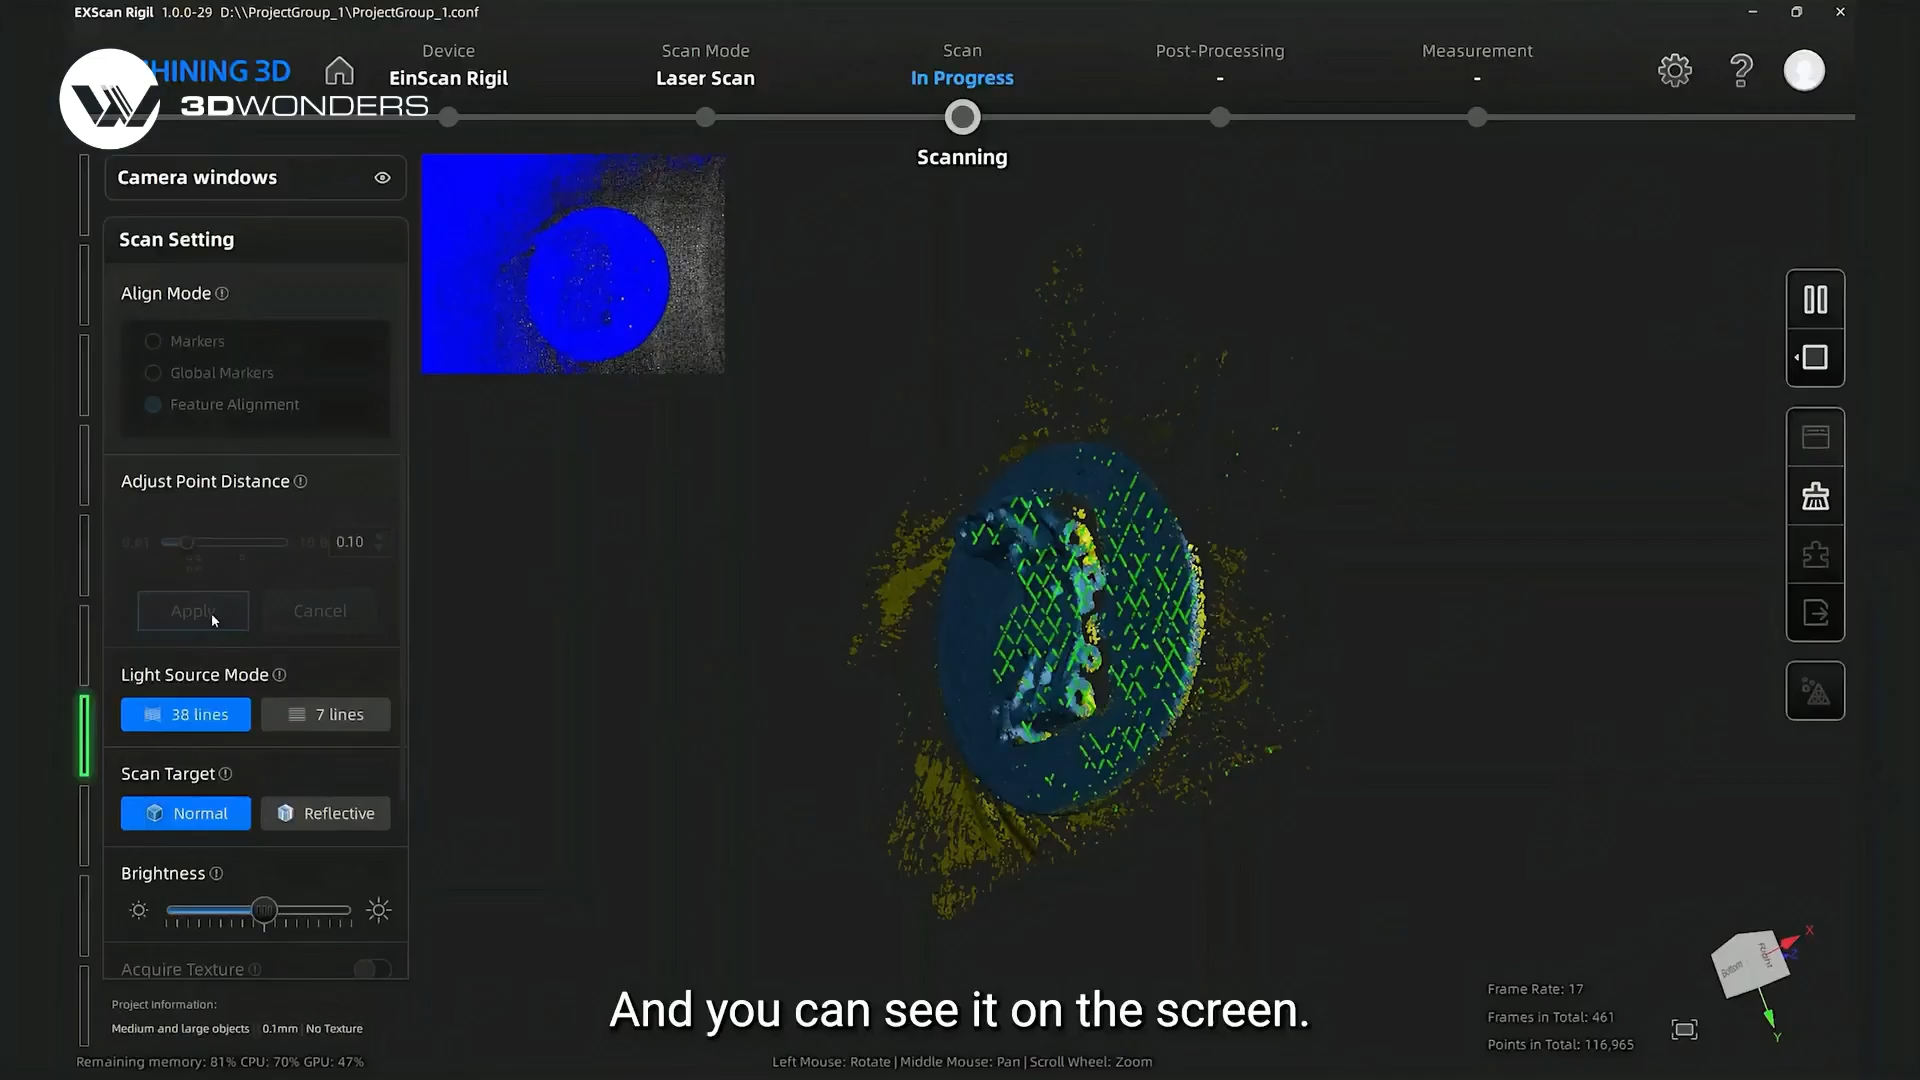 EXScan Rigil 1.0.0-29 D:\\ProjectGroup_1\ProjectGroup_1.conf
HINING 3D
3DWONDERS
Device
EinScan Rigil
Scan Mode
Laser Scan
Scan
In Progress
Post-Processing
-
Measurement
-
Scanning
Camera windows
Scan Setting
Align Mode
Markers
Global Markers
Feature Alignment
Adjust Point Distance
0.10
Apply
Cancel
Light Source Mode
38 lines
7 lines
Scan Target
Normal
Reflective
Brightness
Acquire Texture
Project Information:
Medium and large objects | 0.1mm | No Texture
Remaining memory: 81% CPU: 70% GPU: 47%
And you can see it on the screen.
Left Mouse: Rotate | Middle Mouse: Pan | Scroll Wheel: Zoom
Frame Rate: 17
Frames in Total: 461
Points in Total: 116,965
Bottom
Right
X
Y